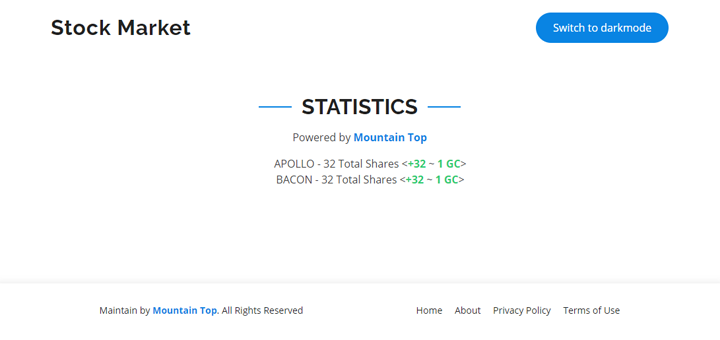 Stock Market
Switch to darkmode
STATISTICS
Powered by Mountain Top
APOLLO - 32 Total Shares <+32 ~ 1 GC>
BACON - 32 Total Shares <+32 ~ 1 GC>
Maintain by Mountain Top. All Rights Reserved
Home About Privacy Policy Terms of Use